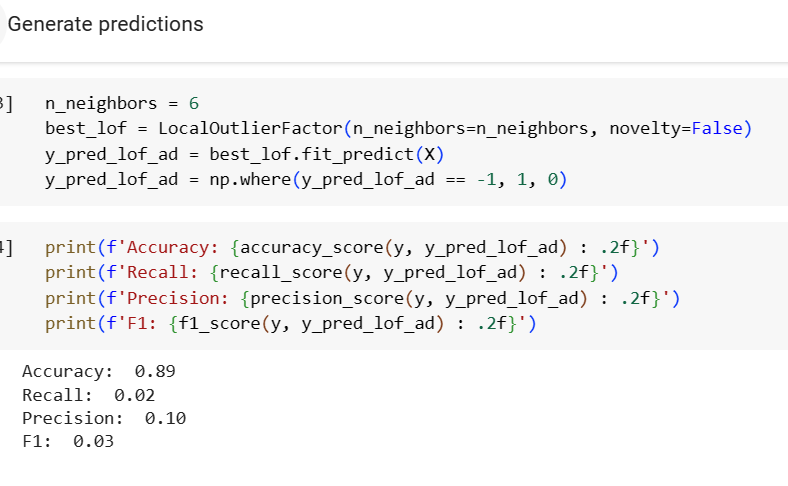 Generate predictions
]
n_neighbors = 6
best_lof = LocalOutlierFactor(n_neighbors=n_neighbors, novelty=False)
y_pred_lof_ad = best_lof.fit_predict(X)
y_pred_lof_ad = np.where(y_pred_lof_ad == -1, 1, 0)
]
print(f'Accuracy: {accuracy_score(y, y_pred_lof_ad) : .2f}')
print(f'Recall: {recall_score(y, y_pred_lof_ad) : .2f}')
print(f'Precision: {precision_score(y, y_pred_lof_ad) : .2f}')
print(f'F1: {f1_score(y, y_pred_lof_ad) : .2f}')
Accuracy:  0.89
Recall:  0.02
Precision:  0.10
F1:  0.03